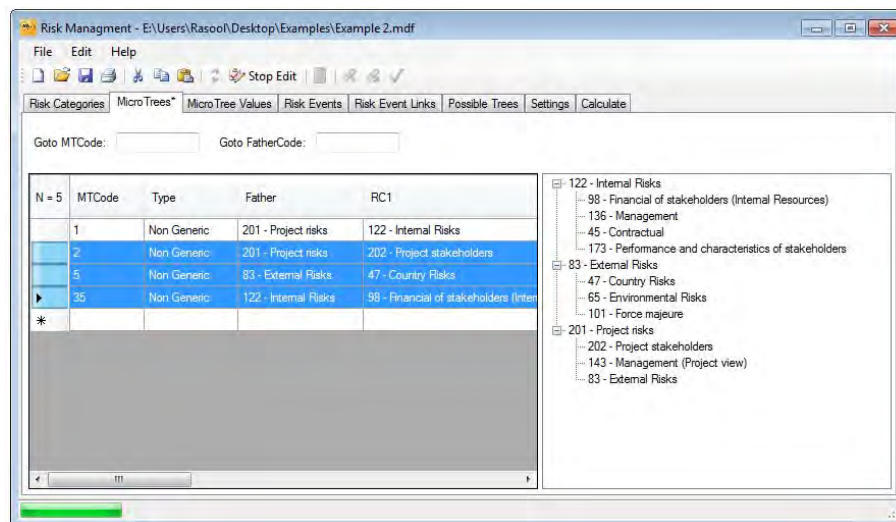 Risk Managment - E:\Users\Rasool\Desktop\Examples\Example 2.mdf
File Edit Help
Stop Edit
Risk Categories MicroTrees* MicroTree Values Risk Events Risk Event Links Possible Trees Settings Calculate
Goto MTCode: Goto FatherCode:
N = 5 MTCode Type Father RC1
1 Non Generic 201 - Project risks 122 - Internal Risks
2 Non Generic 201 - Project risks 202 - Project stakeholders
5 Non Generic 83 - External Risks 47 - Country Risks
35 Non Generic 122 - Internal Risks 98 - Financial of stakeholders (Inter
122 - Internal Risks
98 - Financial of stakeholders (Internal Resources)
136 - Management
45 - Contractual
173 - Performance and characteristics of stakeholders
83 - External Risks
47 - Country Risks
65 - Environmental Risks
101 - Force majeure
201 - Project risks
202 - Project stakeholders
143 - Management (Project view)
83 - External Risks